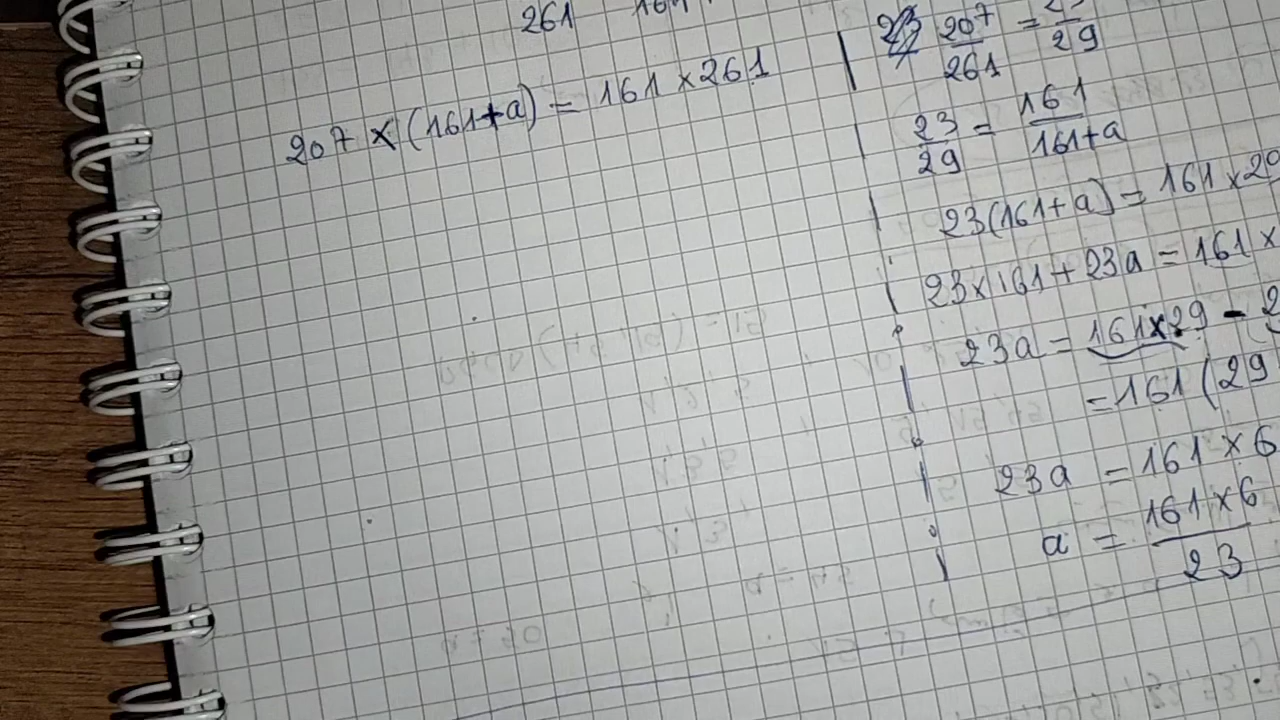 261
207 × (161+a) = 161 × 261
207/261 = /29
23/29 = 161/161+a
23(161+a) = 161 × 29
23×161 + 23a = 161 ×
23a = 161×29 - 2
= 161 (29
23a = 161 × 6
a = 161 × 6/23